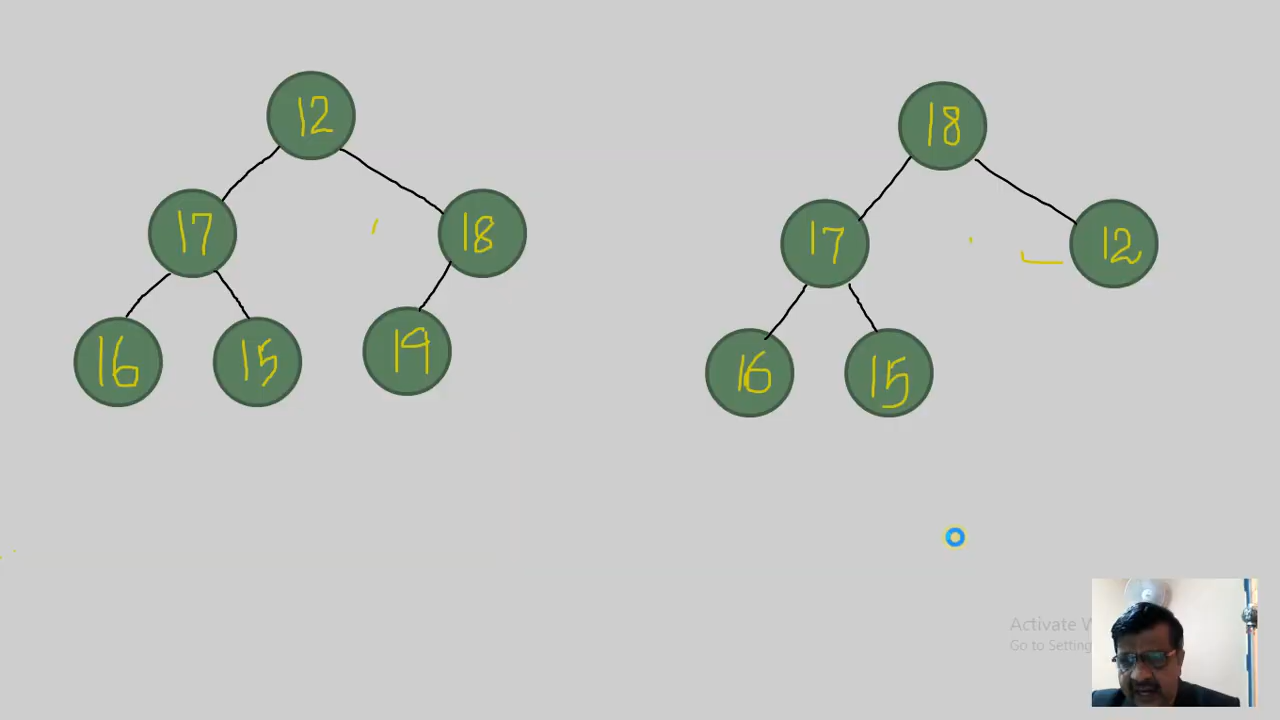 12
17 18
16 15 19
18
17 12
16 15
Activate W
Go to Setting